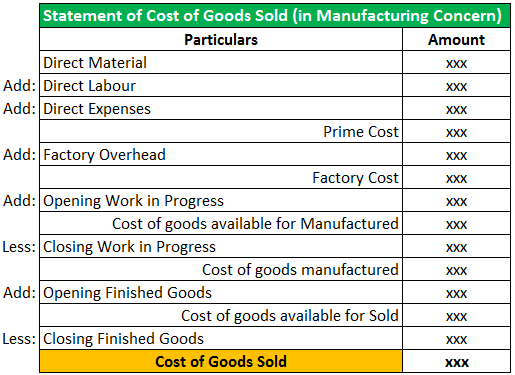 Statement of Cost of Goods Sold (in Manufacturing Concern)
Particulars Amount
Direct Material xxx
Add: Direct Labour xxx
Add: Direct Expenses xxx
Prime Cost xxx
Add: Factory Overhead xxx
Factory Cost xxx
Add: Opening Work in Progress xxx
Cost of goods available for Manufactured xxx
Less: Closing Work in Progress xxx
Cost of goods manufactured xxx
Add: Opening Finished Goods xxx
Cost of goods available for Sold xxx
Less: Closing Finished Goods xxx
Cost of Goods Sold xxx